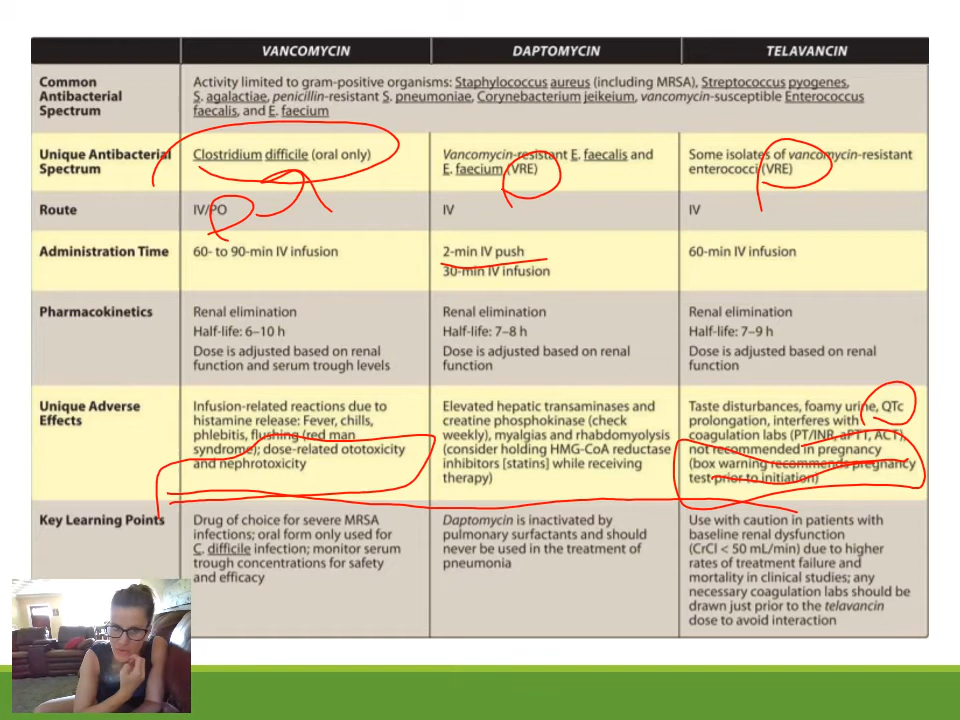 VANCOMYCIN DAPTOMYCIN TELAVANCIN
Common
Antibacterial
Spectrum
Activity limited to gram-positive organisms: Staphylococcus aureus (including MRSA), Streptococcus pyogenes,
S. agalactiae, penicillin-resistant S. pneumoniae, Corynebacterium jeikeium, vancomycin-susceptible Enterococcus
faecalis, and E. faecium
Unique Antibacterial
Spectrum
Clostridium difficile (oral only)
Vancomycin-resistant E. faecalis and
E. faecium (VRE)
Some isolates of vancomycin-resistant
enterococci (VRE)
Route
IV/PO
IV
IV
Administration Time
60- to 90-min IV infusion
2-min IV push
30-min IV infusion
60-min IV infusion
Pharmacokinetics
Renal elimination
Half-life: 6–10 h
Dose is adjusted based on renal
function and serum trough levels
Renal elimination
Half-life: 7–8 h
Dose is adjusted based on renal
function
Renal elimination
Half-life: 7–9 h
Dose is adjusted based on renal
function
Unique Adverse
Effects
Infusion-related reactions due to
histamine release: Fever, chills,
phlebitis, flushing (red man
syndrome); dose-related ototoxicity
and nephrotoxicity
Elevated hepatic transaminases and
creatine phosphokinase (check
weekly), myalgias and rhabdomyolysis
(consider holding HMG-CoA reductase
inhibitors [statins] while receiving
therapy)
Taste disturbances, foamy urine, QTc
prolongation, interferes with
coagulation labs (PT/INR, aPTT, ACT),
not recommended in pregnancy
(box warning recommends pregnancy
test prior to initiation)
Key Learning Points
Drug of choice for severe MRSA
infections; oral form only used for
C. difficile infection; monitor serum
trough concentrations for safety
and efficacy
Daptomycin is inactivated by
pulmonary surfactants and should
never be used in the treatment of
pneumonia
Use with caution in patients with
baseline renal dysfunction
(CrCl < 50 mL/min) due to higher
rates of treatment failure and
mortality in clinical studies; any
necessary coagulation labs should be
drawn just prior to the telavancin
dose to avoid interaction